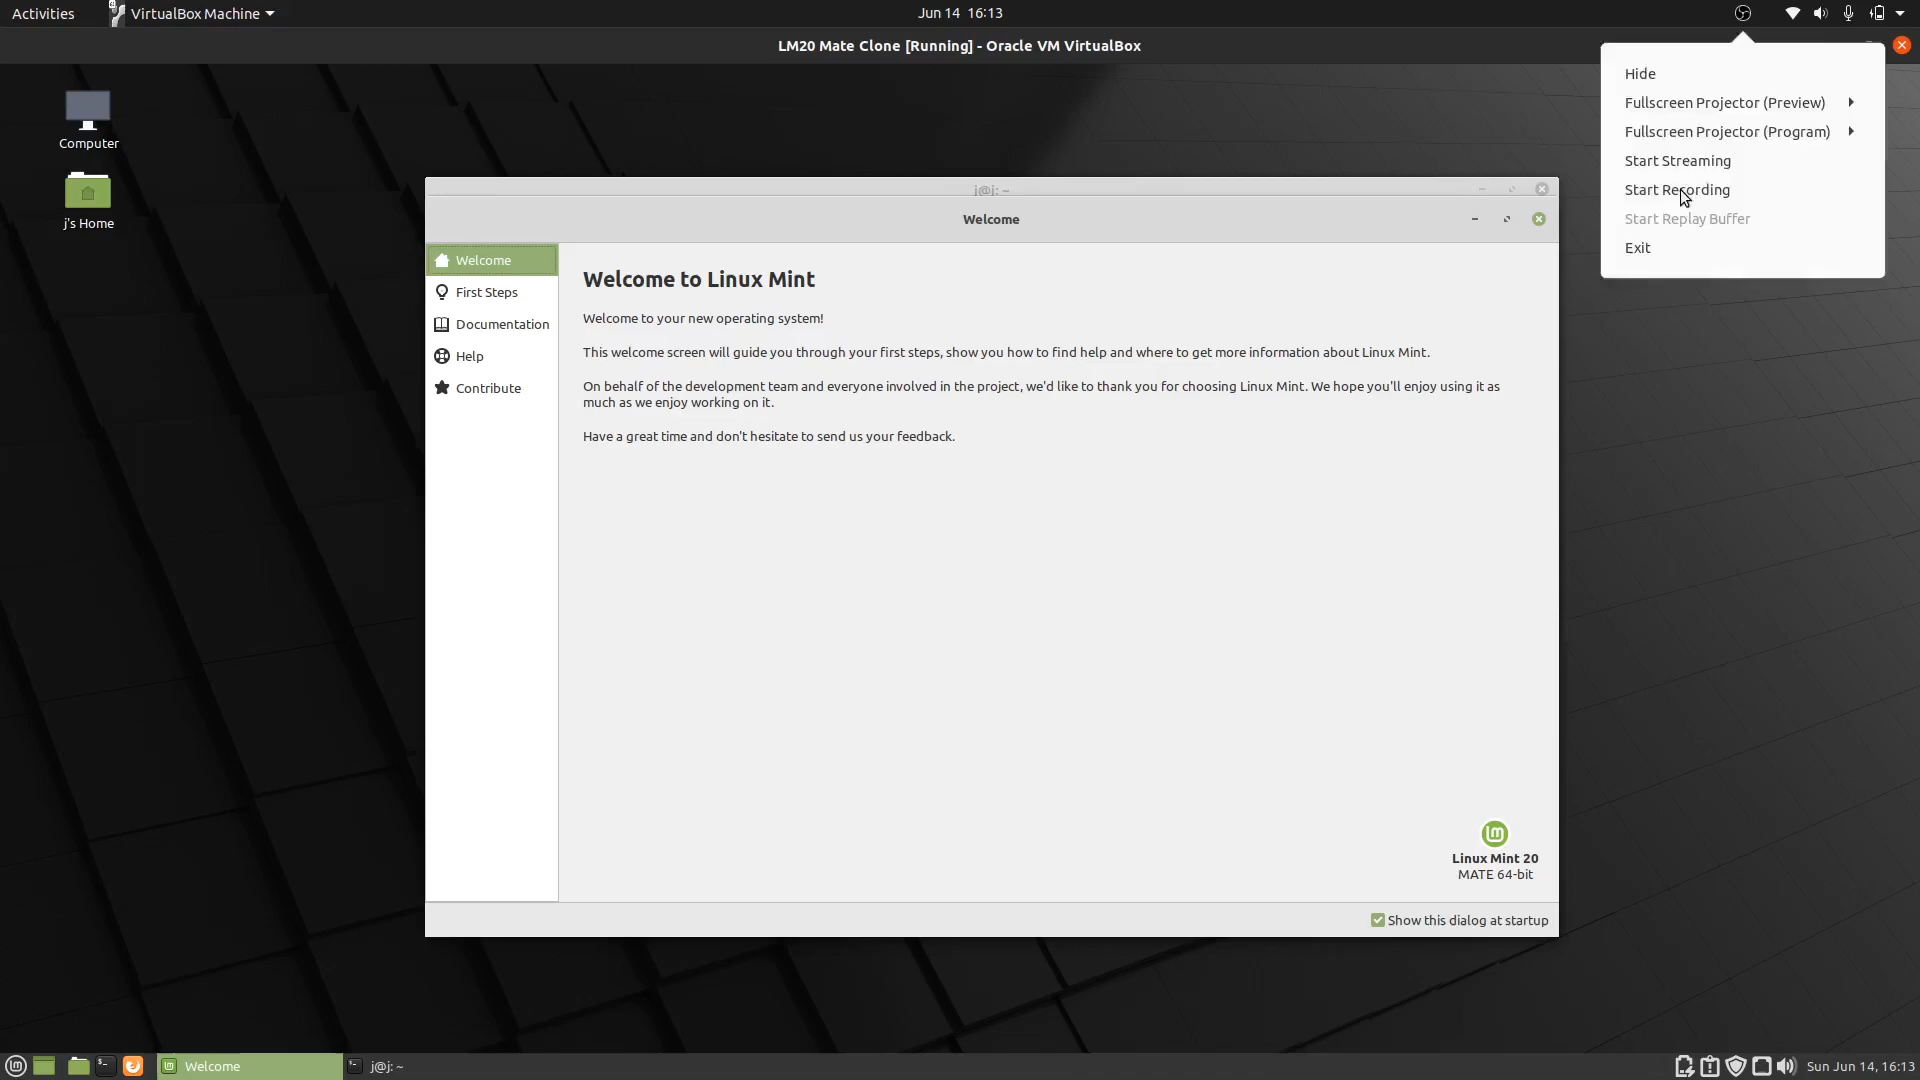 Activities
VirtualBox Machine
Jun 14 16:13
LM20 Mate Clone [Running] - Oracle VM VirtualBox
Hide
Fullscreen Projector (Preview)
Fullscreen Projector (Program)
Start Streaming
Start Recording
Start Replay Buffer
Exit
Computer
j's Home
j@j: ~
Welcome
Welcome
First Steps
Documentation
Help
Contribute
Welcome to Linux Mint
Welcome to your new operating system!
This welcome screen will guide you through your first steps, show you how to find help and where to get more information about Linux Mint.
On behalf of the development team and everyone involved in the project, we'd like to thank you for choosing Linux Mint. We hope you'll enjoy using it as
much as we enjoy working on it.
Have a great time and don't hesitate to send us your feedback.
Linux Mint 20
MATE 64-bit
Show this dialog at startup
Welcome
j@j: ~
Sun Jun 14, 16:13